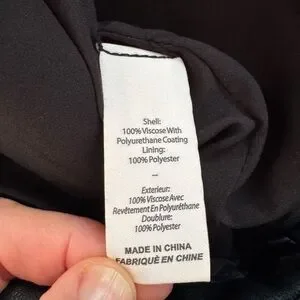 Shell:
100% Viscose With
Polyurethane Coating
Lining:
100% Polyester
–
Exterieur:
100% Viscose Avec
Revêtement En Polyuréthane
Doublure:
100% Polyester
MADE IN CHINA
FABRIQUÉ EN CHINE